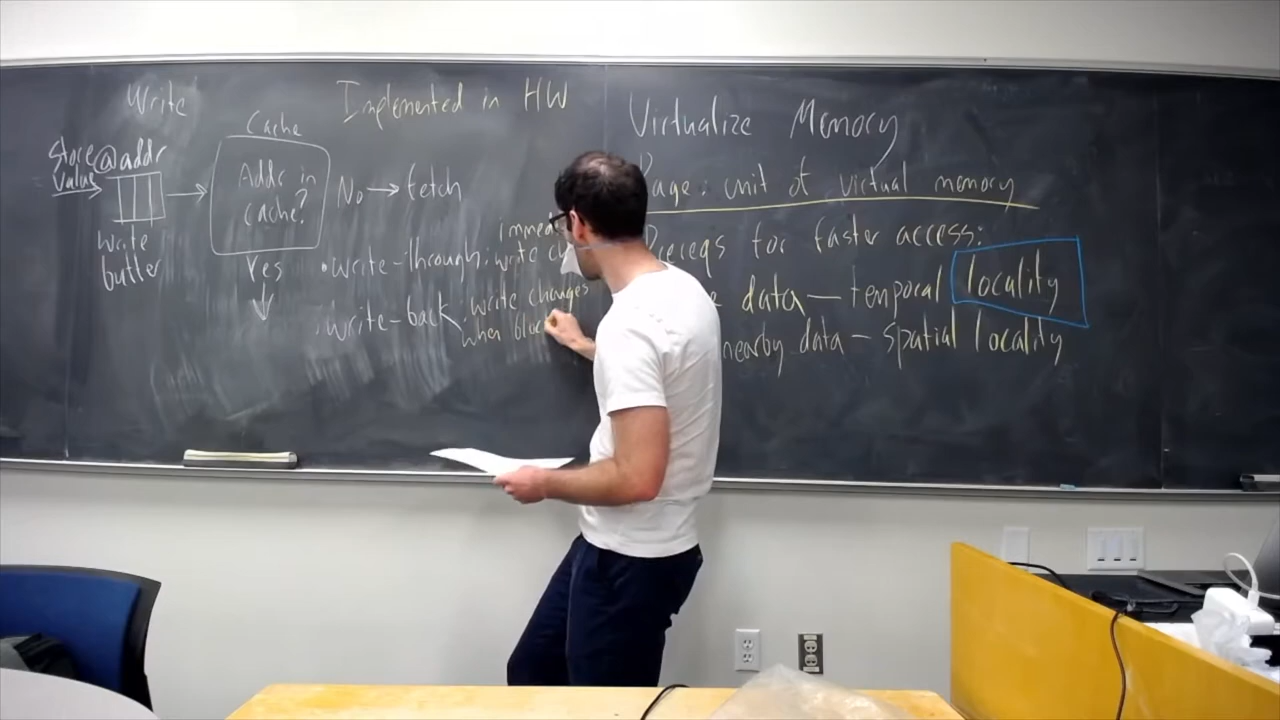 Write
Implemented in HW
Cache
Store @addr
Value
write
buffer
Addr in
cache?
No → fetch
Yes
↓
• write-through: write
• write-back: write changes
when
Virtualize Memory
unit of virtual memory
for faster access:
data — temporal locality
nearby data — spatial locality